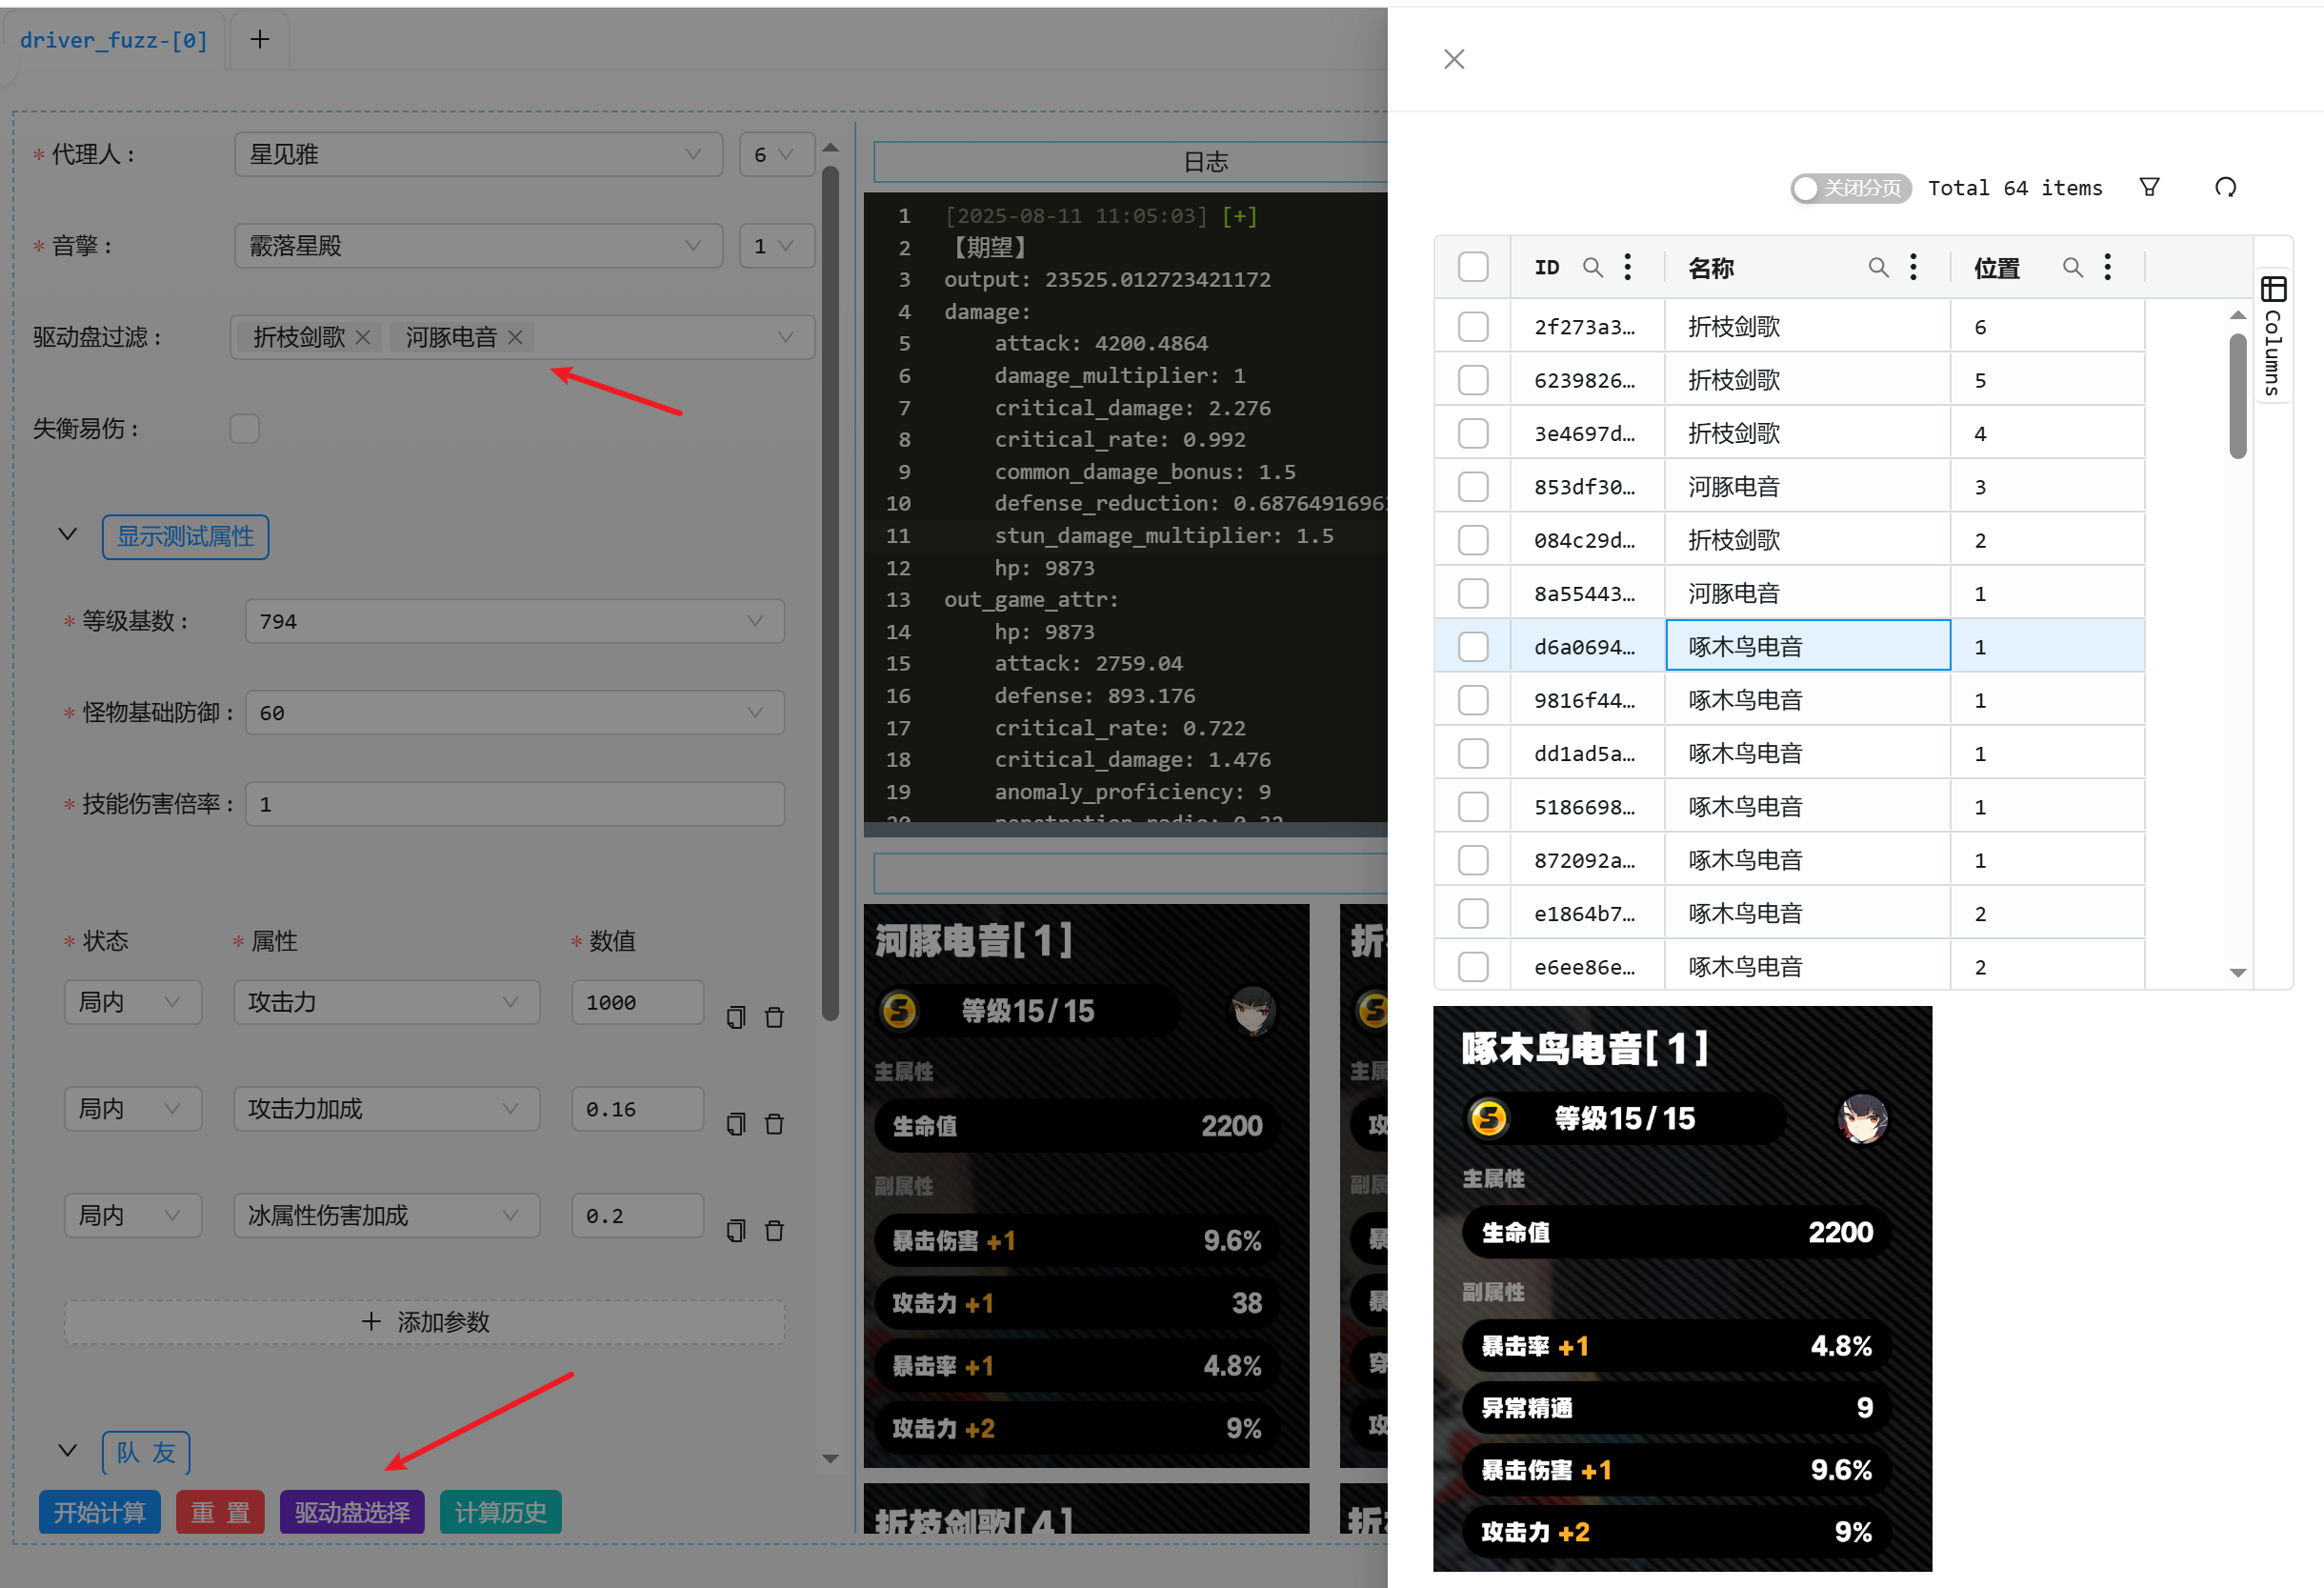 driver_fuzz-[0]
* 代理人 :
星见雅
6
* 音擎 :
霰落星殿
1
驱动盘过滤 :
折枝剑歌
河豚电音
失衡易伤 :
显示测试属性
* 等级基数 :
794
* 怪物基础防御 :
60
* 技能伤害倍率 :
1
* 状态
* 属性
* 数值
局内
攻击力
1000
局内
攻击力加成
0.16
局内
冰属性伤害加成
0.2
+ 添加参数
队 友
开始计算
重 置
驱动盘选择
计算历史
日志
1 [2025-08-11 11:05:03] [+]
2 【期望】
3 output: 23525.012723421172
4 damage:
5 attack: 4200.4864
6 damage_multiplier: 1
7 critical_damage: 2.276
8 critical_rate: 0.992
9 common_damage_bonus: 1.5
10 defense_reduction: 0.6876491696
11 stun_damage_multiplier: 1.5
12 hp: 9873
13 out_game_attr:
14 hp: 9873
15 attack: 2759.04
16 defense: 893.176
17 critical_rate: 0.722
18 critical_damage: 1.476
19 anomaly_proficiency: 9
20 penetration_radio: 0.32
河豚电音[1]
等级15/15
主属性
生命值 2200
副属性
暴击伤害 +1 9.6%
攻击力 +1 38
暴击率 +1 4.8%
攻击力 +2 9%
折枝剑歌[4]
折
主属
攻
副属
暴
暴
穿
攻
折
关闭分页
Total 64 items
ID
名称
位置
Columns
2f273a3… 折枝剑歌 6
6239826… 折枝剑歌 5
3e4697d… 折枝剑歌 4
853df30… 河豚电音 3
084c29d… 折枝剑歌 2
8a55443… 河豚电音 1
d6a0694… 啄木鸟电音 1
9816f44… 啄木鸟电音 1
dd1ad5a… 啄木鸟电音 1
5186698… 啄木鸟电音 1
872092a… 啄木鸟电音 1
e1864b7… 啄木鸟电音 2
e6ee86e… 啄木鸟电音 2
啄木鸟电音[1]
等级15/15
主属性
生命值 2200
副属性
暴击率 +1 4.8%
异常精通 9
暴击伤害 +1 9.6%
攻击力 +2 9%